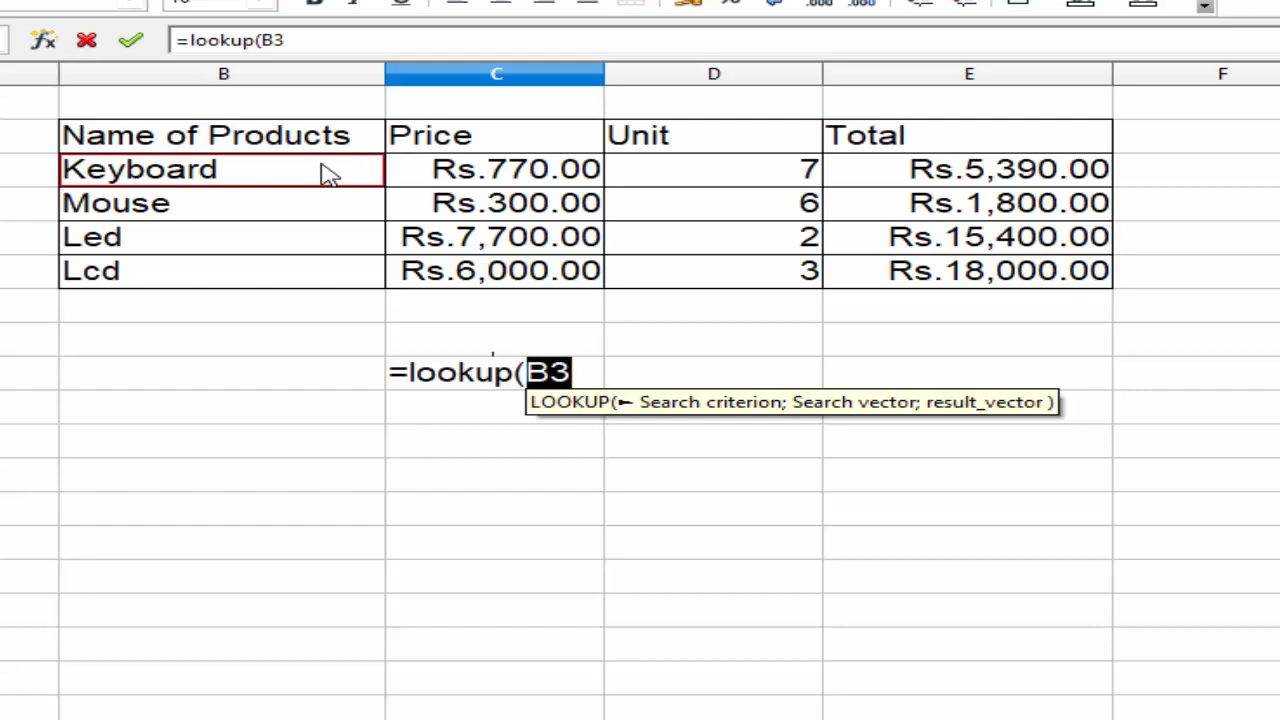 =lookup(B3
B C D E F
Name of Products Price Unit Total
Keyboard Rs.770.00 7 Rs.5,390.00
Mouse Rs.300.00 6 Rs.1,800.00
Led Rs.7,700.00 2 Rs.15,400.00
Lcd Rs.6,000.00 3 Rs.18,000.00
=lookup(B3
LOOKUP( Search criterion; Search vector; result_vector )